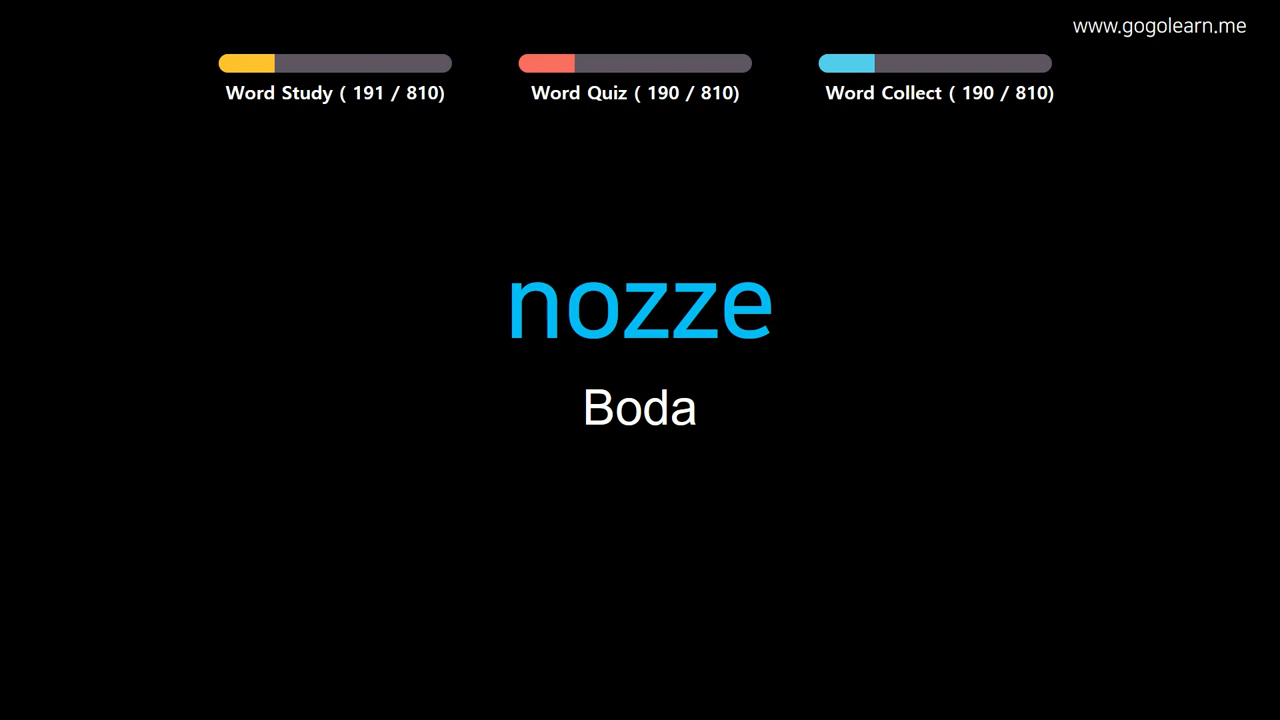 www.gogolearn.me
Word Study ( 191 / 810)
Word Quiz ( 190 / 810)
Word Collect ( 190 / 810)
nozze
Boda